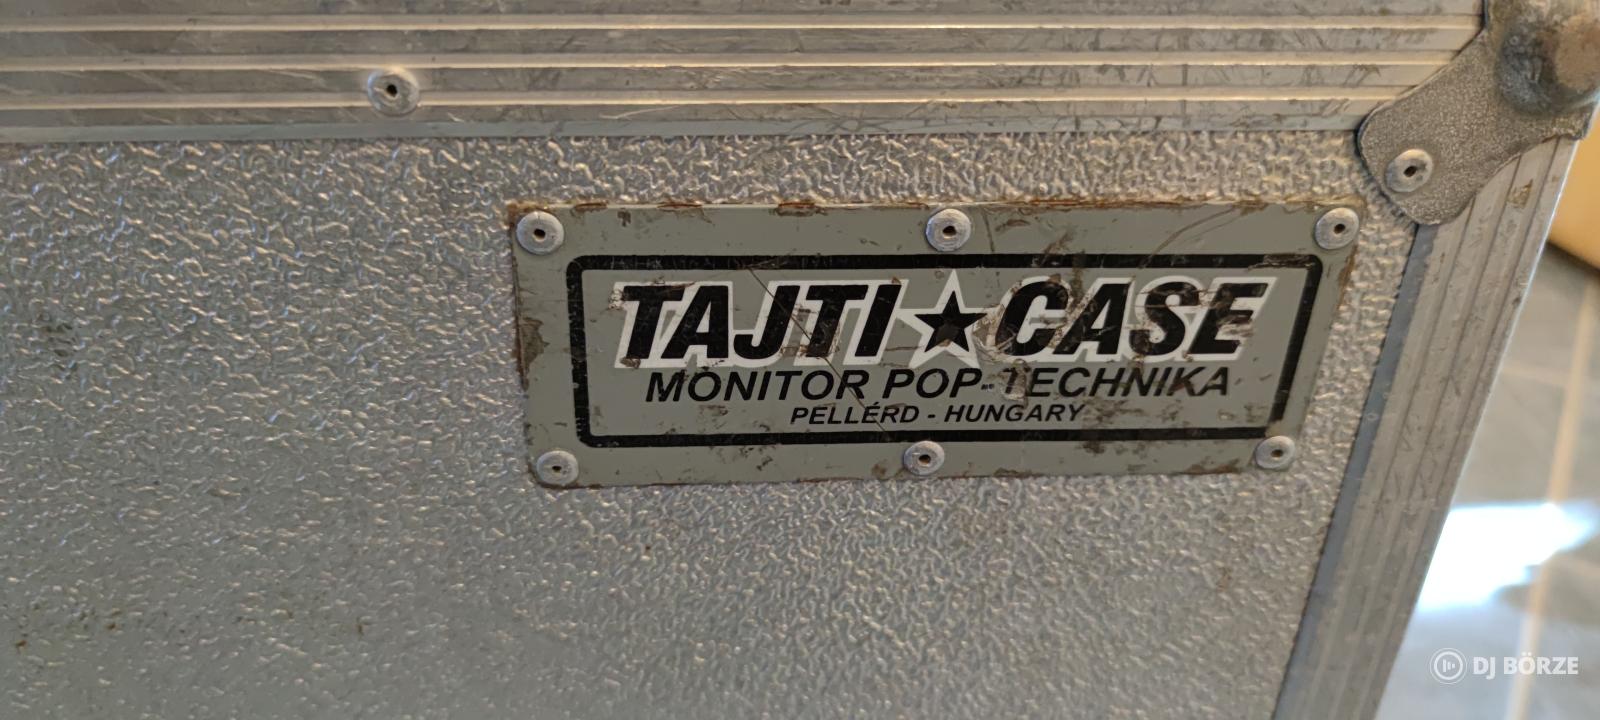 TAJTI★CASE
MONITOR POP-TECHNIKA
PELLÉRD - HUNGARY
DJ BÖRZE